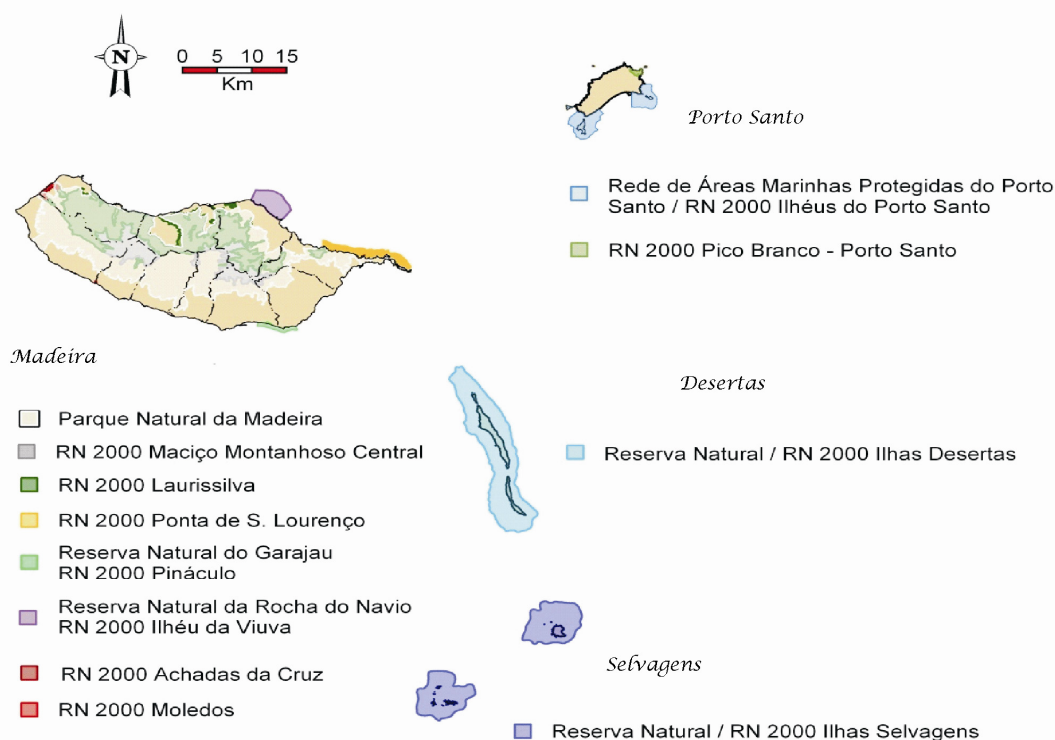 N
0 5 10 15
Km
Porto Santo
Rede de Áreas Marinhas Protegidas do Porto
Santo / RN 2000 Ilhéus do Porto Santo
RN 2000 Pico Branco - Porto Santo
Madeira
Parque Natural da Madeira
RN 2000 Maciço Montanhoso Central
RN 2000 Laurissilva
RN 2000 Ponta de S. Lourenço
Reserva Natural do Garajau
RN 2000 Pináculo
Reserva Natural da Rocha do Navio
RN 2000 Ilhéu da Viuva
RN 2000 Achadas da Cruz
RN 2000 Moledos
Desertas
Reserva Natural / RN 2000 Ilhas Desertas
Selvagens
Reserva Natural / RN 2000 Ilhas Selvagens